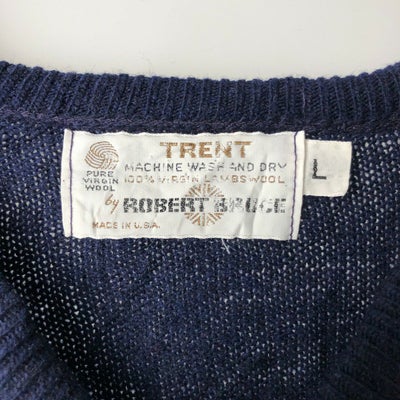 TRENT
MACHINE WASH AND DRY
100% VIRGIN LAMBSWOOL
by ROBERT BRUCE
MADE IN U.S.A.
PURE
VIRGIN
WOOL
L